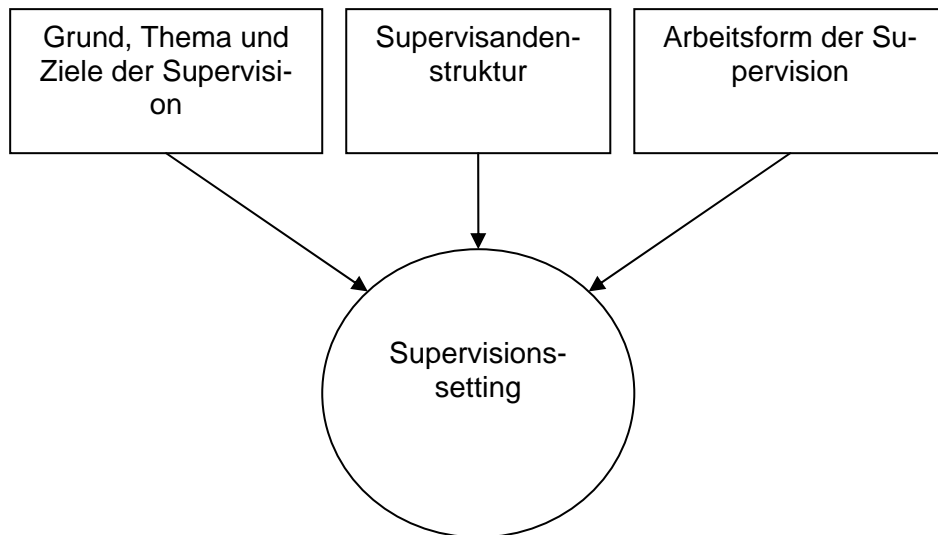 Grund, Thema und
Ziele der Supervisi-
on
Supervisanden-
struktur
Arbeitsform der Su-
pervision
Supervisions-
setting